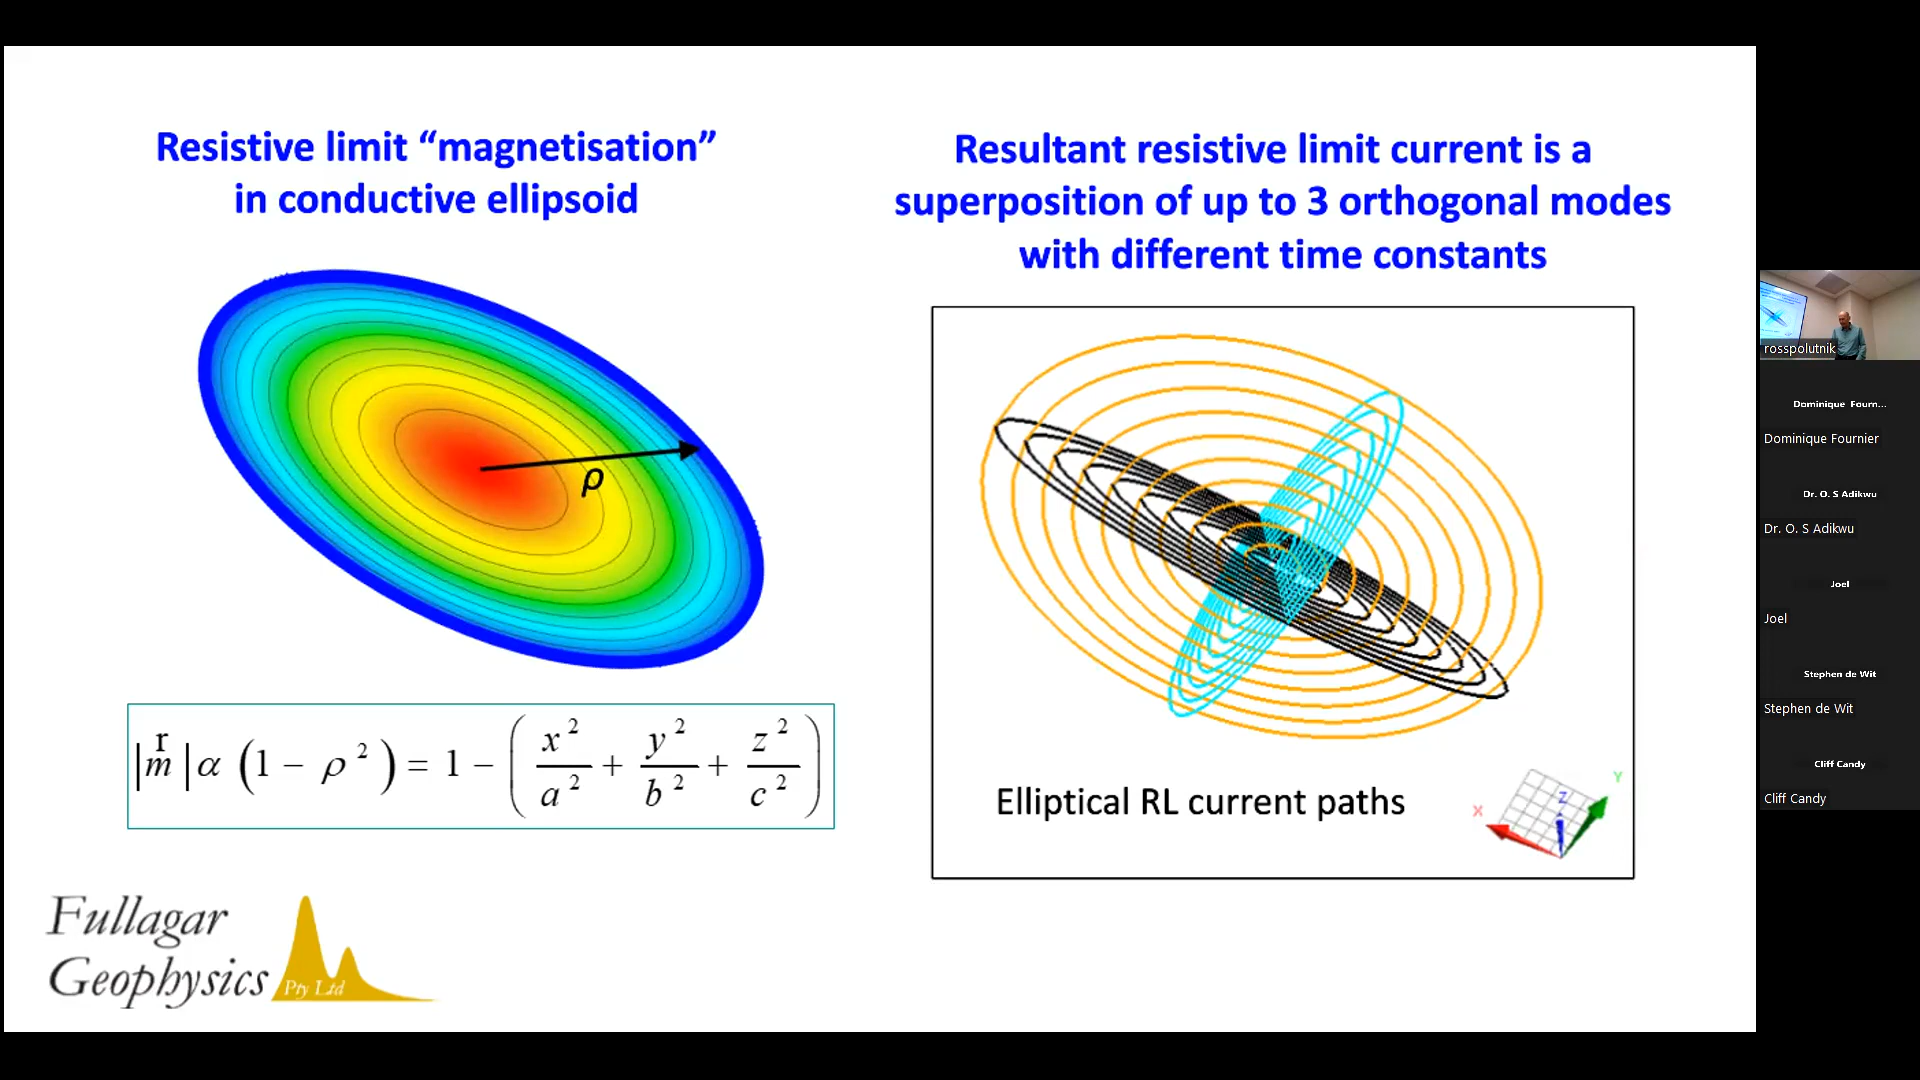 Resistive limit “magnetisation”
in conductive ellipsoid
ρ
|r m| α (1 − ρ²) = 1 − (x²/a² + y²/b² + z²/c²)
Fullagar
Geophysics
Pty Ltd
Resultant resistive limit current is a
superposition of up to 3 orthogonal modes
with different time constants
Elliptical RL current paths
X
Z
Y
rosspolutnik
Dominique Fourn...
Dominique Fournier
Dr. O. S Adikwu
Dr. O. S Adikwu
Joel
Joel
Stephen de Wit
Stephen de Wit
Cliff Candy
Cliff Candy